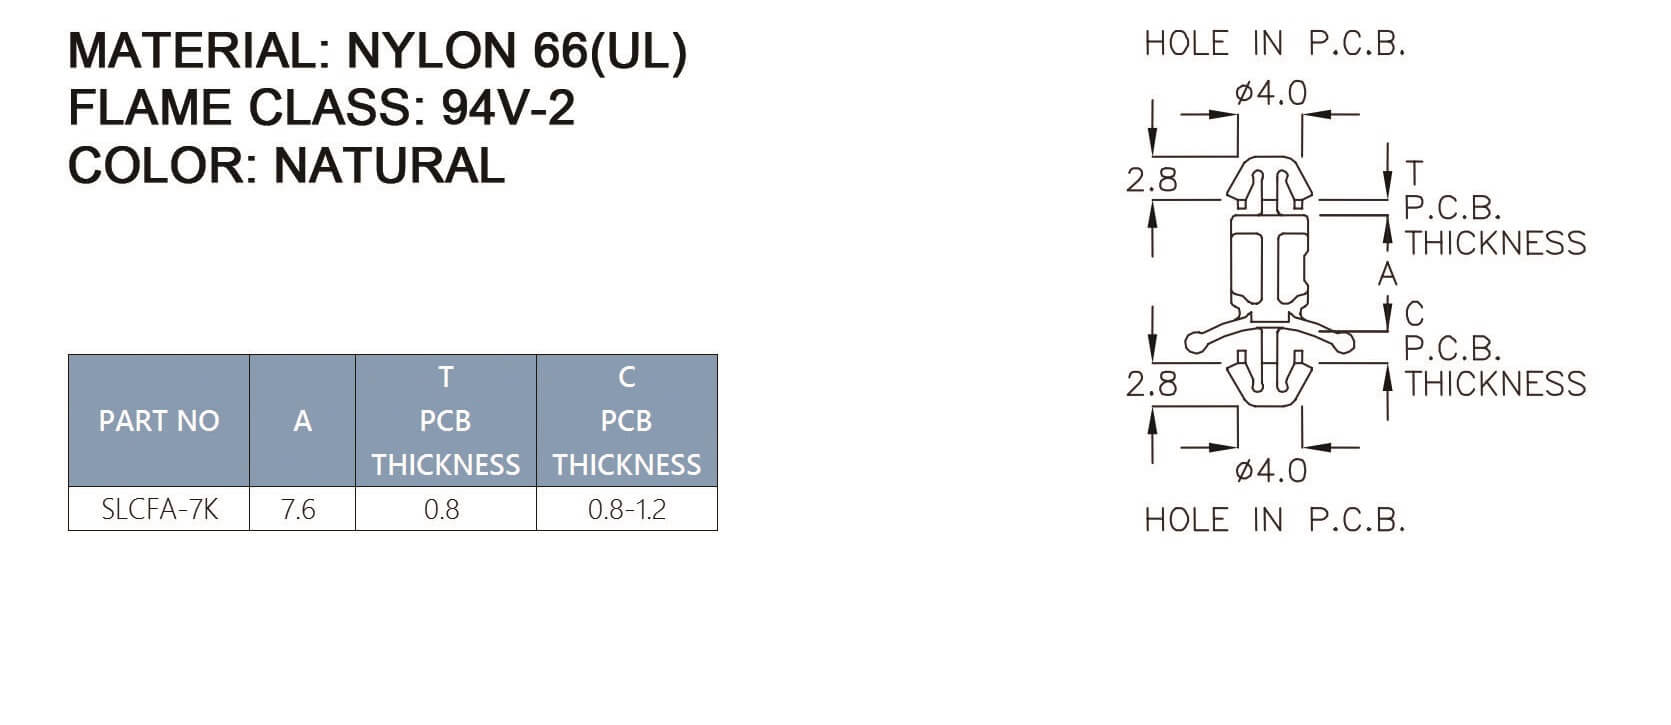 MATERIAL: NYLON 66(UL)
FLAME CLASS: 94V-2
COLOR: NATURAL
PART NO
A
T
PCB
THICKNESS
C
PCB
THICKNESS
SLCFA-7K
7.6
0.8
0.8-1.2
HOLE IN P.C.B.
ø4.0
2.8
T
P.C.B.
THICKNESS
A
C
P.C.B.
THICKNESS
2.8
ø4.0
HOLE IN P.C.B.